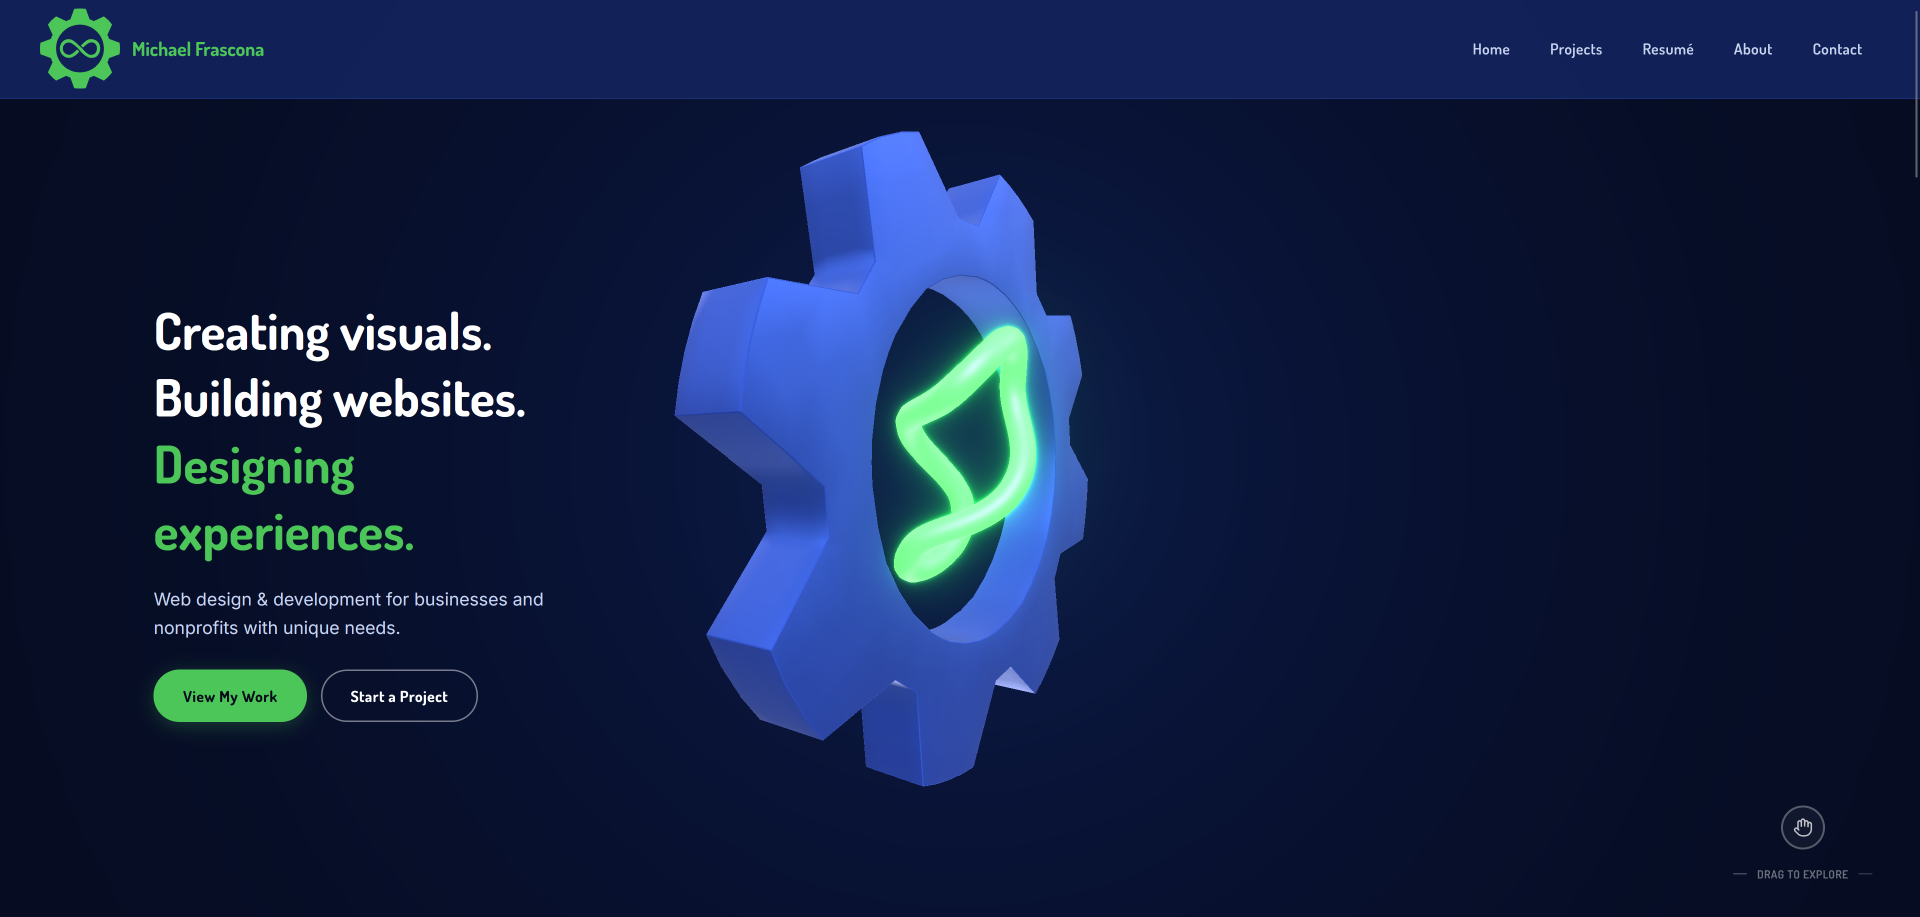 Michael Frascona
Home
Projects
Resumé
About
Contact
Creating visuals.
Building websites.
Designing
experiences.
Web design & development for businesses and
nonprofits with unique needs.
View My Work
Start a Project
DRAG TO EXPLORE